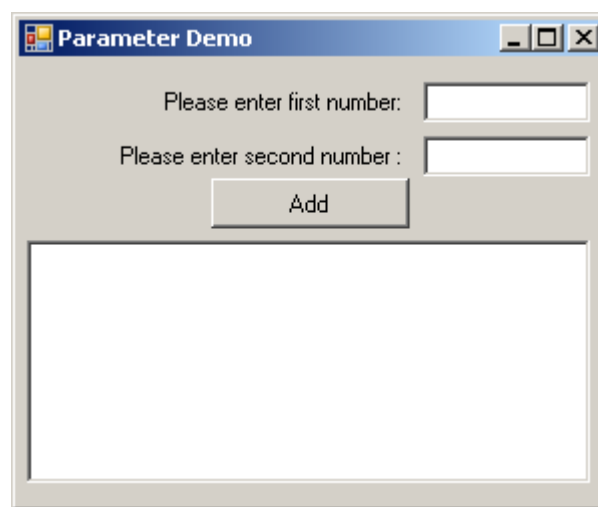 Parameter Demo
Please enter first number:
Please enter second number :
Add